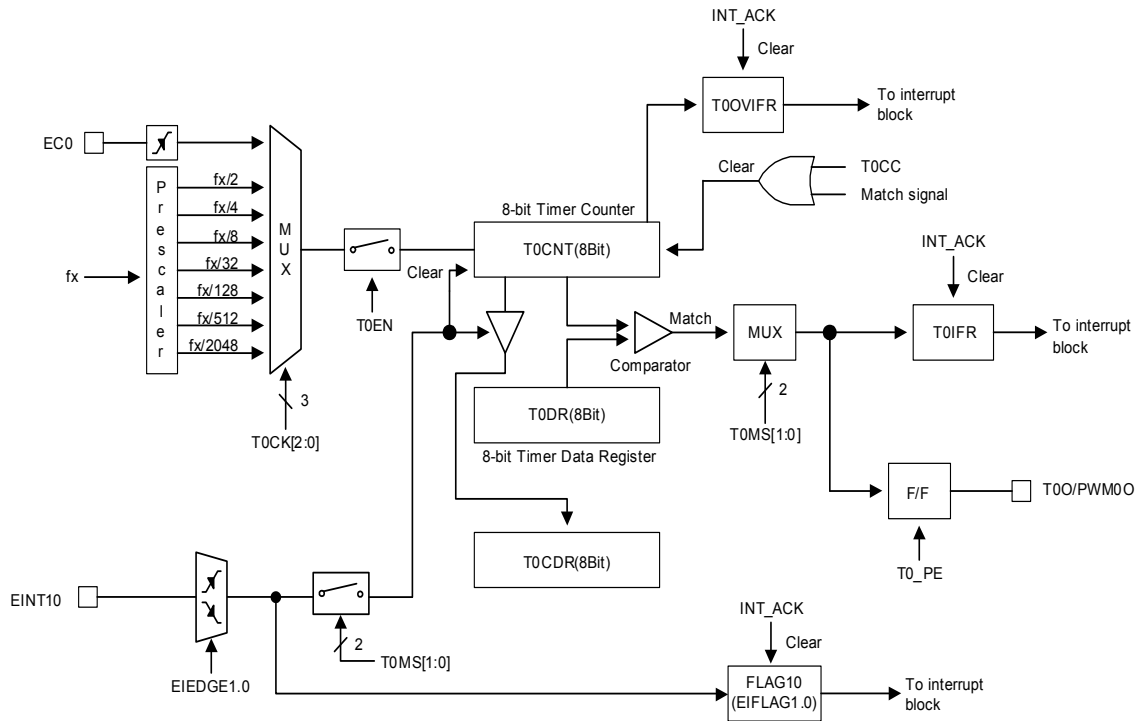 INT_ACK
Clear
T0OVIFR
To interrupt
block
EC0
Prescaler
fx/2
fx/4
fx/8
fx/32
fx/128
fx/512
fx/2048
fx
MUX
3
T0CK[2:0]
T0EN
8-bit Timer Counter
T0CNT(8Bit)
Clear
Clear
T0CC
Match signal
Match
Comparator
T0DR(8Bit)
8-bit Timer Data Register
T0CDR(8Bit)
MUX
2
T0MS[1:0]
INT_ACK
Clear
T0IFR
To interrupt
block
F/F
T0O/PWM0O
T0_PE
EINT10
EIEDGE1.0
2
T0MS[1:0]
INT_ACK
Clear
FLAG10
(EIFLAG1.0)
To interrupt
block